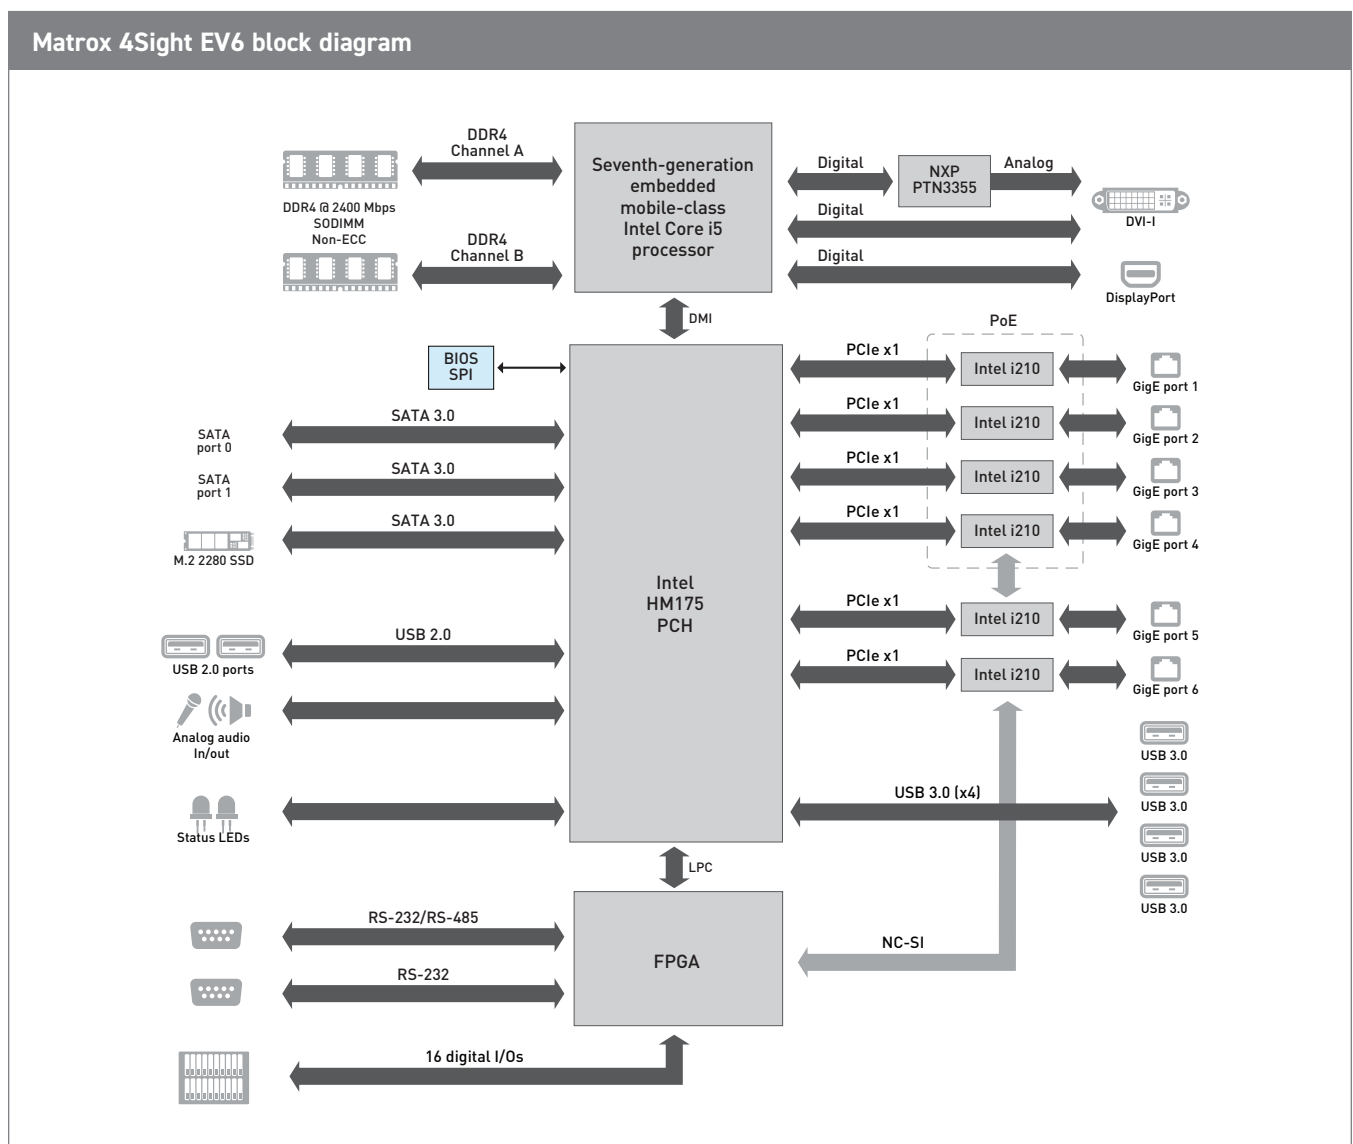 Matrox 4Sight EV6 block diagram
DDR4
Channel A
DDR4 @ 2400 Mbps
SODIMM
Non-ECC
DDR4
Channel B
Seventh-generation
embedded
mobile-class
Intel Core i5
processor
Digital
NXP
PTN3355
Analog
Digital
DVI-I
Digital
DisplayPort
DMI
PoE
BIOS
SPI
PCIe x1
Intel i210
GigE port 1
SATA 3.0
SATA
port 0
PCIe x1
Intel i210
GigE port 2
SATA 3.0
SATA
port 1
PCIe x1
Intel i210
GigE port 3
SATA 3.0
M.2 2280 SSD
PCIe x1
Intel i210
GigE port 4
Intel
HM175
PCH
PCIe x1
Intel i210
GigE port 5
USB 2.0
USB 2.0 ports
PCIe x1
Intel i210
GigE port 6
Analog audio
In/out
USB 3.0
Status LEDs
USB 3.0 (x4)
USB 3.0
USB 3.0
USB 3.0
LPC
RS-232/RS-485
FPGA
NC-SI
RS-232
16 digital I/Os